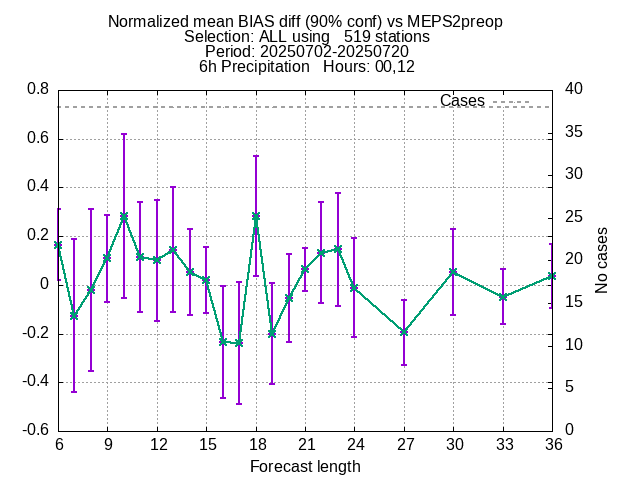 Normalized mean BIAS diff (90% conf) vs MEPS2preop
Selection: ALL using   519 stations
Period: 20250702-20250720
6h Precipitation   Hours: 00,12
Cases
0.8
0.6
0.4
0.2
0
-0.2
-0.4
-0.6
40
35
30
25
20
15
10
5
0
No cases
6 9 12 15 18 21 24 27 30 33 36
Forecast length